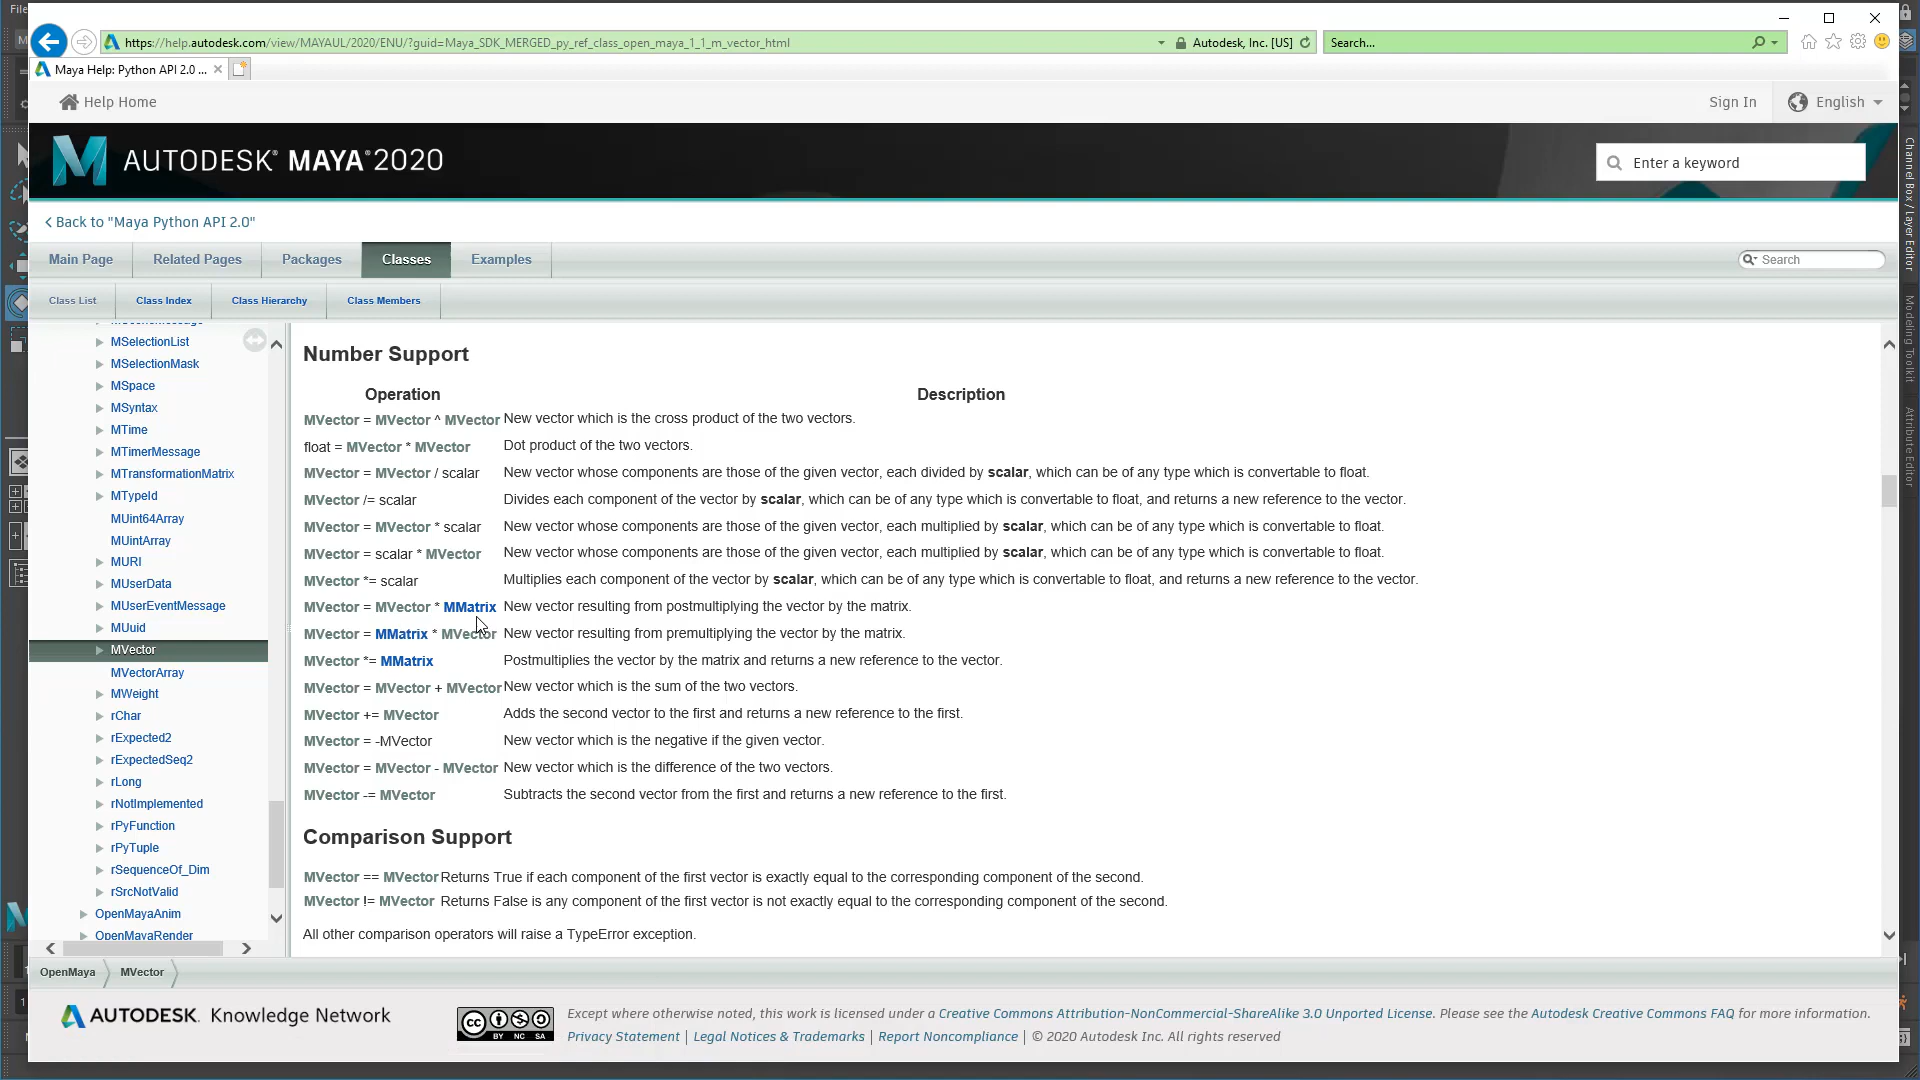 File
https://help.autodesk.com/view/MAYAUL/2020/ENU/?guid=Maya_SDK_MERGED_py_ref_class_open_maya_1_1_m_vector_html
Autodesk, Inc. [US]
Search...
Maya Help: Python API 2.0 ...
Help Home
Sign In
English
AUTODESK® MAYA®2020
Enter a keyword
Back to "Maya Python API 2.0"
Main Page
Related Pages
Packages
Classes
Examples
Search
Class List
Class Index
Class Hierarchy
Class Members
MSelectionList
MSelectionMask
MSpace
MSyntax
MTime
MTimerMessage
MTransformationMatrix
MTypeId
MUint64Array
MUintArray
MURI
MUserData
MUserEventMessage
MUuid
MVector
MVectorArray
MWeight
rChar
rExpected2
rExpectedSeq2
rLong
rNotImplemented
rPyFunction
rPyTuple
rSequenceOf_Dim
rSrcNotValid
OpenMayaAnim
OpenMayaRender
Number Support
Operation Description
MVector = MVector ^ MVector New vector which is the cross product of the two vectors.
float = MVector * MVector Dot product of the two vectors.
MVector = MVector / scalar New vector whose components are those of the given vector, each divided by scalar, which can be of any type which is convertable to float.
MVector /= scalar Divides each component of the vector by scalar, which can be of any type which is convertable to float, and returns a new reference to the vector.
MVector = MVector * scalar New vector whose components are those of the given vector, each multiplied by scalar, which can be of any type which is convertable to float.
MVector = scalar * MVector New vector whose components are those of the given vector, each multiplied by scalar, which can be of any type which is convertable to float.
MVector *= scalar Multiplies each component of the vector by scalar, which can be of any type which is convertable to float, and returns a new reference to the vector.
MVector = MVector * MMatrix New vector resulting from postmultiplying the vector by the matrix.
MVector = MMatrix * MVector New vector resulting from premultiplying the vector by the matrix.
MVector *= MMatrix Postmultiplies the vector by the matrix and returns a new reference to the vector.
MVector = MVector + MVector New vector which is the sum of the two vectors.
MVector += MVector Adds the second vector to the first and returns a new reference to the first.
MVector = -MVector New vector which is the negative if the given vector.
MVector = MVector - MVector New vector which is the difference of the two vectors.
MVector -= MVector Subtracts the second vector from the first and returns a new reference to the first.
Comparison Support
MVector == MVector Returns True if each component of the first vector is exactly equal to the corresponding component of the second.
MVector != MVector Returns False is any component of the first vector is not exactly equal to the corresponding component of the second.
All other comparison operators will raise a TypeError exception.
OpenMaya
MVector
AUTODESK. Knowledge Network
CC BY NC SA
Except where otherwise noted, this work is licensed under a Creative Commons Attribution-NonCommercial-ShareAlike 3.0 Unported License. Please see the Autodesk Creative Commons FAQ for more information.
Privacy Statement | Legal Notices & Trademarks | Report Noncompliance | © 2020 Autodesk Inc. All rights reserved
Channel Box / Layer Editor
Modeling Toolkit
Attribute Editor